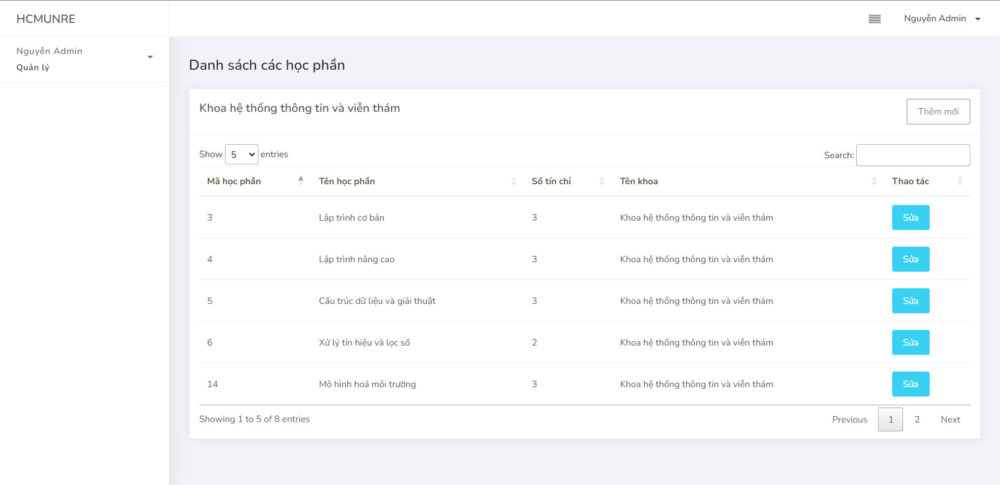 HCMUNRE
Nguyễn Admin
Nguyễn Admin
Quản lý
Danh sách các học phần
Khoa hệ thống thông tin và viễn thám
Thêm mới
Show 5 entries
Search:
Mã học phần Tên học phần Số tín chỉ Tên khoa Thao tác
3 Lập trình cơ bản 3 Khoa hệ thống thông tin và viễn thám Sửa
4 Lập trình nâng cao 3 Khoa hệ thống thông tin và viễn thám Sửa
5 Cấu trúc dữ liệu và giải thuật 3 Khoa hệ thống thông tin và viễn thám Sửa
6 Xử lý tín hiệu và lọc số 2 Khoa hệ thống thông tin và viễn thám Sửa
14 Mô hình hoá môi trường 3 Khoa hệ thống thông tin và viễn thám Sửa
Showing 1 to 5 of 8 entries
Previous 1 2 Next